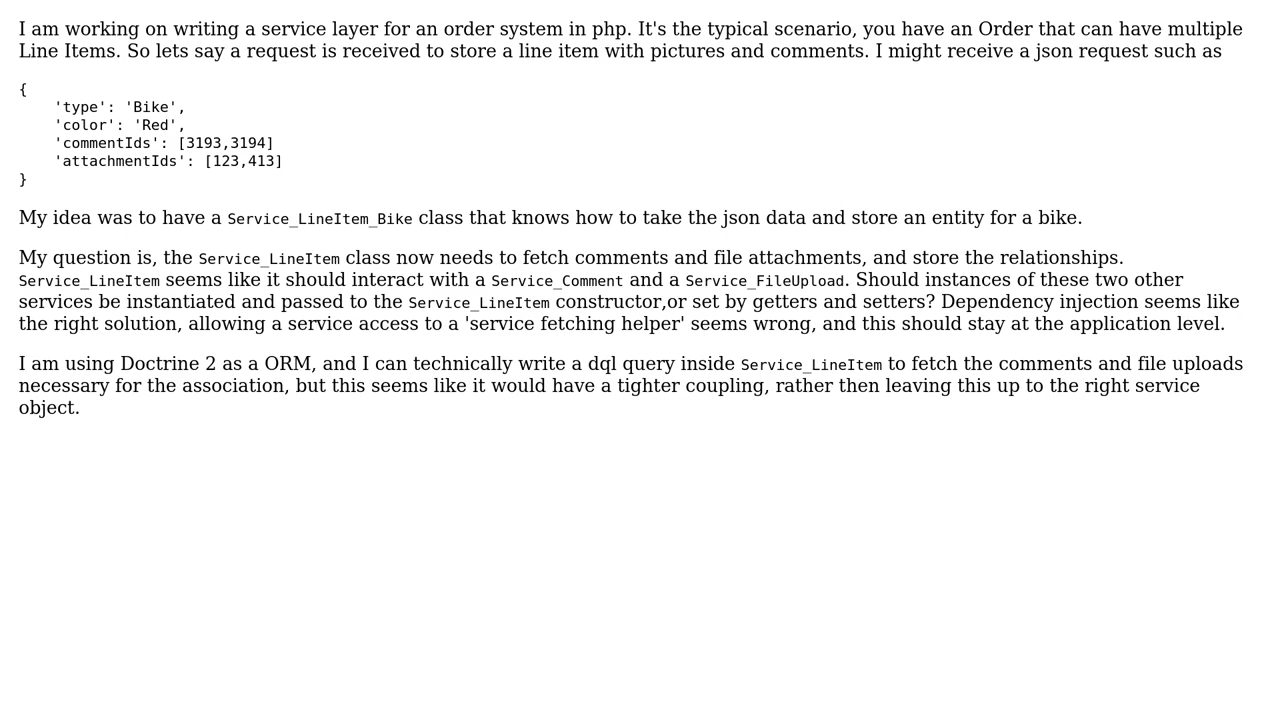 I am working on writing a service layer for an order system in php. It's the typical scenario, you have an Order that can have multiple
Line Items. So lets say a request is received to store a line item with pictures and comments. I might receive a json request such as
{
    'type': 'Bike',
    'color': 'Red',
    'commentIds': [3193,3194]
    'attachmentIds': [123,413]
}
My idea was to have a Service_LineItem_Bike class that knows how to take the json data and store an entity for a bike.
My question is, the Service_LineItem class now needs to fetch comments and file attachments, and store the relationships.
Service_LineItem seems like it should interact with a Service_Comment and a Service_FileUpload. Should instances of these two other
services be instantiated and passed to the Service_LineItem constructor,or set by getters and setters? Dependency injection seems like
the right solution, allowing a service access to a 'service fetching helper' seems wrong, and this should stay at the application level.
I am using Doctrine 2 as a ORM, and I can technically write a dql query inside Service_LineItem to fetch the comments and file uploads
necessary for the association, but this seems like it would have a tighter coupling, rather then leaving this up to the right service
object.